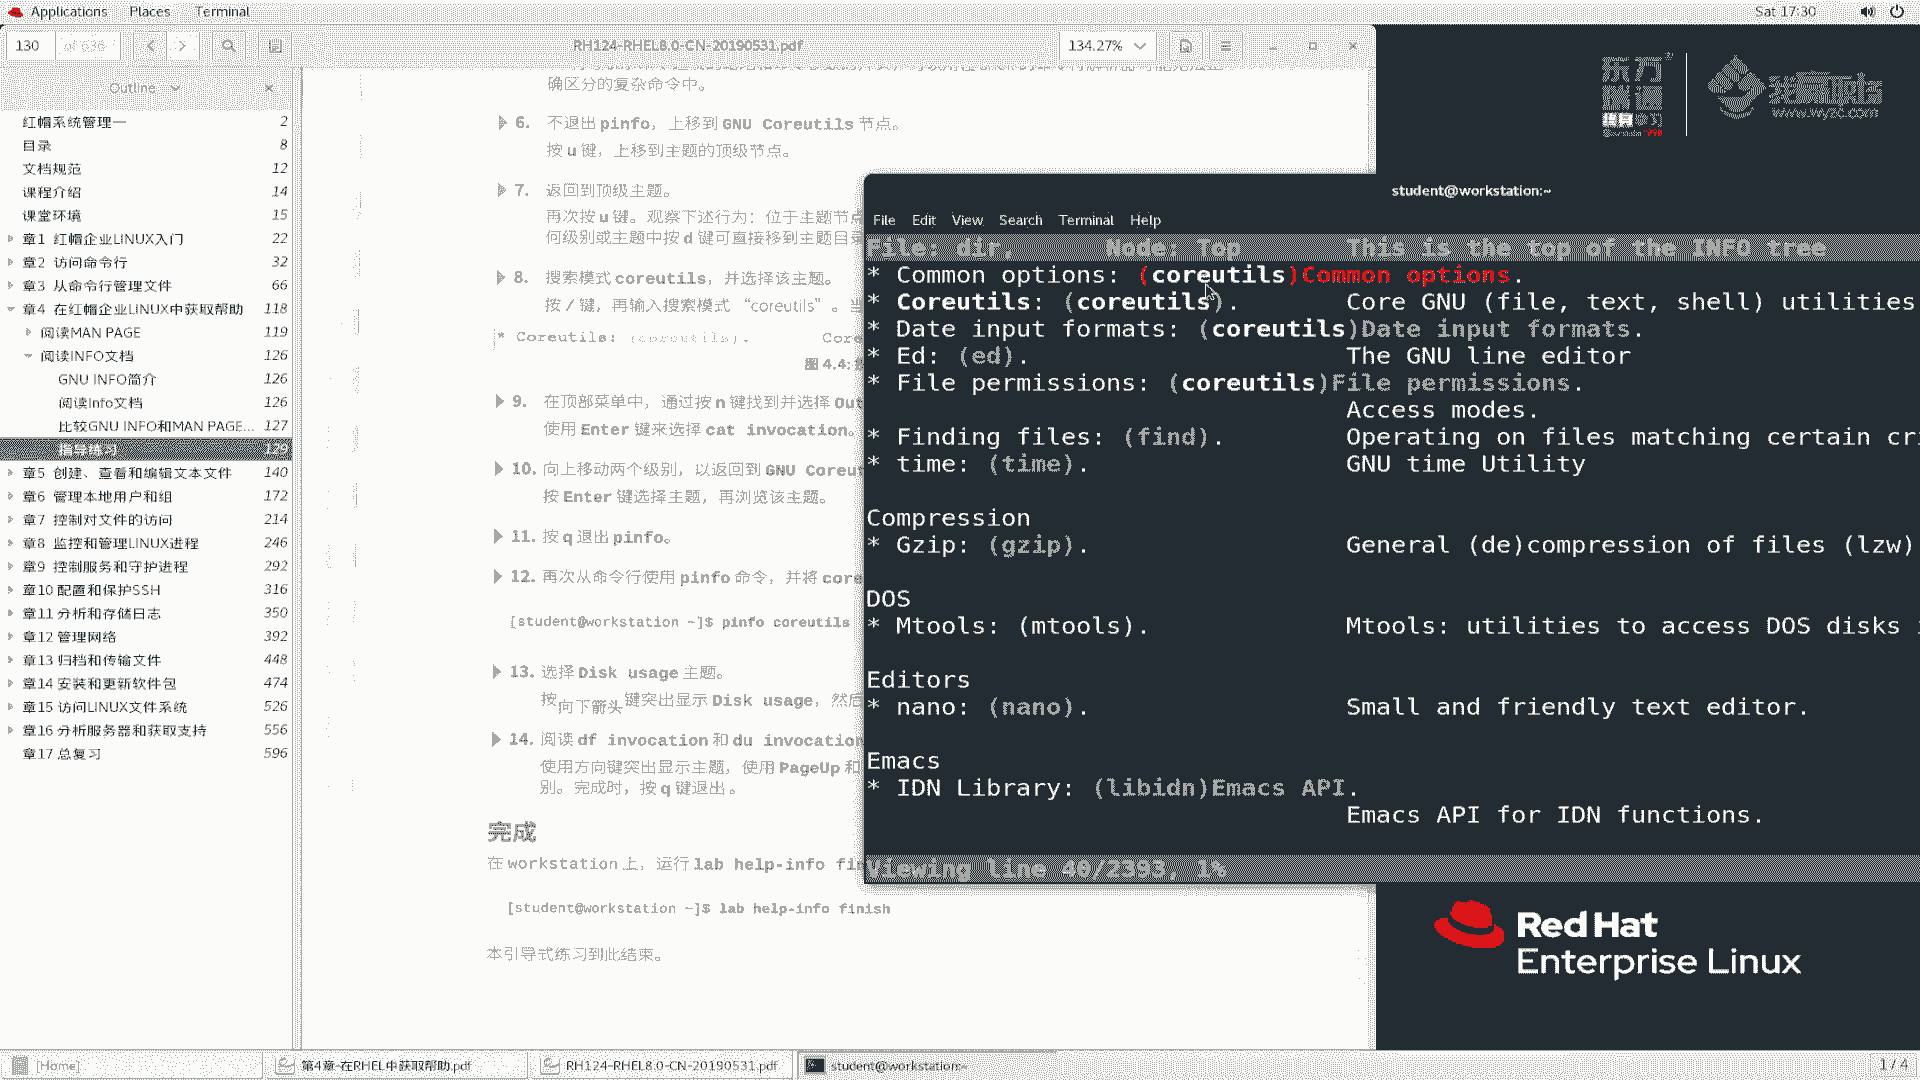 Applications Places Terminal Sat 17:30
130 of 636 RH124-RHEL8.0-CN-20190531.pdf 134.27%
Outline
红帽系统管理一 2
目录 8
文档规范 12
课程介绍 14
课堂环境 15
章1 红帽企业LINUX入门 22
章2 访问命令行 32
章3 从命令行管理文件 66
章4 在红帽企业LINUX中获取帮助 118
阅读MAN PAGE 119
阅读INFO文档 126
GNU INFO简介 126
阅读Info文档 126
比较GNU INFO和MAN PAGE... 127
指导练习 129
章5 创建、查看和编辑文本文件 140
章6 管理本地用户和组 172
章7 控制对文件的访问 214
章8 监控和管理LINUX进程 246
章9 控制服务和守护进程 292
章10 配置和保护SSH 316
章11 分析和存储日志 350
章12 管理网络 392
章13 归档和传输文件 448
章14 安装和更新软件包 474
章15 访问LINUX文件系统 526
章16 分析服务器和获取支持 556
章17 总复习 596
确区分的复杂命令中。
6. 不退出 pinfo，上移到 GNU Coreutils 节点。
按 u 键，上移到主题的顶级节点。
7. 返回到顶级主题。
再次按 u 键。观察下述行为：位于主题节点
何级别或主题中按 d 键可直接移到主题目录
8. 搜索模式 coreutils，并选择该主题。
按 / 键，再输入搜索模式 “coreutils” 。当
* Coreutils: (coreutils). Core
图 4.4:
9. 在顶部菜单中，通过按 n 键找到并选择 Out
使用 Enter 键来选择 cat invocation。
10. 向上移动两个级别，以返回到 GNU Coreut
按 Enter 键选择主题，再浏览该主题。
11. 按 q 退出 pinfo。
12. 再次从命令行使用 pinfo 命令，并将 core
[student@workstation ~]$ pinfo coreutils
13. 选择 Disk usage 主题。
按向下箭头键突出显示 Disk usage，然后
14. 阅读 df invocation 和 du invocation
使用方向键突出显示主题，使用 PageUp 和
别。完成时，按 q 键退出 。
完成
在 workstation 上，运行 lab help-info fin
[student@workstation ~]$ lab help-info finish
本引导式练习到此结束。
student@workstation:~
File Edit View Search Terminal Help
File: dir, Node: Top This is the top of the INFO tree
* Common options: (coreutils)Common options.
* Coreutils: (coreutils). Core GNU (file, text, shell) utilities
* Date input formats: (coreutils)Date input formats.
* Ed: (ed). The GNU line editor
* File permissions: (coreutils)File permissions.
Access modes.
* Finding files: (find). Operating on files matching certain cri
* time: (time). GNU time Utility
Compression
* Gzip: (gzip). General (de)compression of files (lzw)
DOS
* Mtools: (mtools). Mtools: utilities to access DOS disks i
Editors
* nano: (nano). Small and friendly text editor.
Emacs
* IDN Library: (libidn)Emacs API.
Emacs API for IDN functions.
Viewing line 40/2393, 1%
www.wyzc.com
Red Hat
Enterprise Linux
[Home] 第4章-在RHEL中获取帮助.pdf RH124-RHEL8.0-CN-20190531.pdf student@workstation:~ 1 / 4